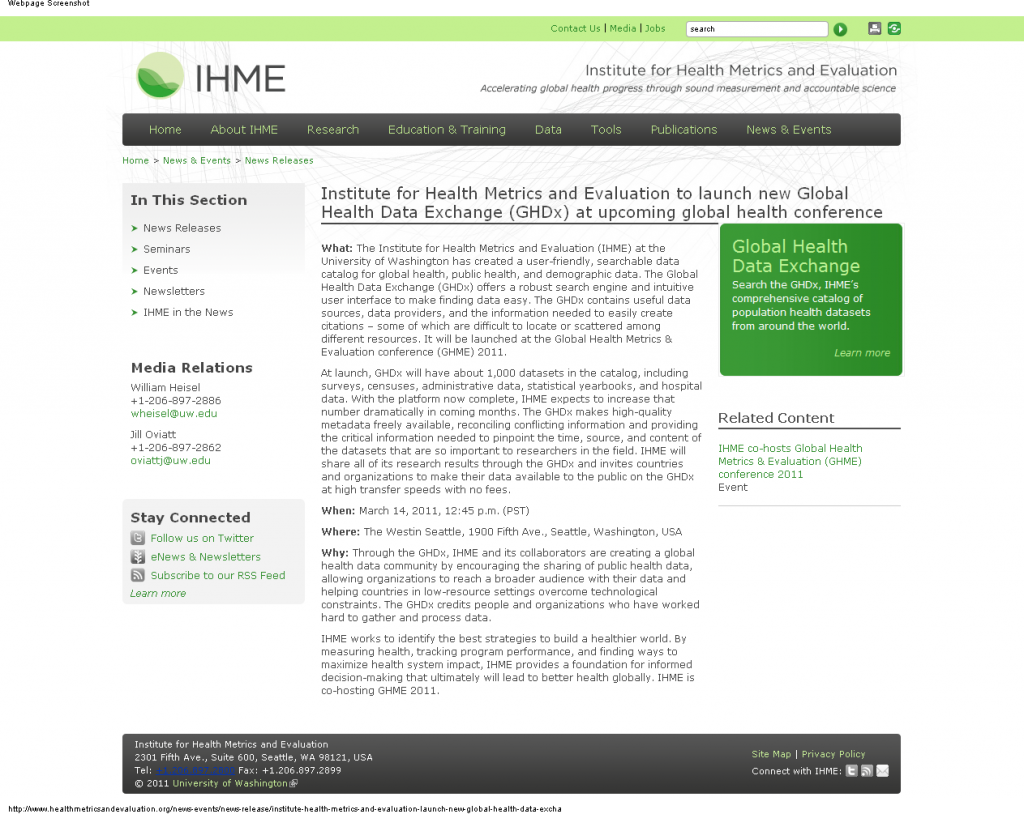 Webpage Screenshot
Contact Us | Media | Jobs
search
IHME
Institute for Health Metrics and Evaluation
Accelerating global health progress through sound measurement and accountable science
Home About IHME Research Education & Training Data Tools Publications News & Events
Home > News & Events > News Releases
In This Section
News Releases
Seminars
Events
Newsletters
IHME in the News
Media Relations
William Heisel
+1-206-897-2886
wheisel@uw.edu
Jill Oviatt
+1-206-897-2862
oviattj@uw.edu
Stay Connected
Follow us on Twitter
eNews & Newsletters
Subscribe to our RSS Feed
Learn more
Institute for Health Metrics and Evaluation to launch new Global
Health Data Exchange (GHDx) at upcoming global health conference
What: The Institute for Health Metrics and Evaluation (IHME) at the
University of Washington has created a user-friendly, searchable data
catalog for global health, public health, and demographic data. The Global
Health Data Exchange (GHDx) offers a robust search engine and intuitive
user interface to make finding data easy. The GHDx contains useful data
sources, data providers, and the information needed to easily create
citations – some of which are difficult to locate or scattered among
different resources. It will be launched at the Global Health Metrics &
Evaluation conference (GHME) 2011.
At launch, GHDx will have about 1,000 datasets in the catalog, including
surveys, censuses, administrative data, statistical yearbooks, and hospital
data. With the platform now complete, IHME expects to increase that
number dramatically in coming months. The GHDx makes high-quality
metadata freely available, reconciling conflicting information and providing
the critical information needed to pinpoint the time, source, and content of
the datasets that are so important to researchers in the field. IHME will
share all of its research results through the GHDx and invites countries
and organizations to make their data available to the public on the GHDx
at high transfer speeds with no fees.
When: March 14, 2011, 12:45 p.m. (PST)
Where: The Westin Seattle, 1900 Fifth Ave., Seattle, Washington, USA
Why: Through the GHDx, IHME and its collaborators are creating a global
health data community by encouraging the sharing of public health data,
allowing organizations to reach a broader audience with their data and
helping countries in low-resource settings overcome technological
constraints. The GHDx credits people and organizations who have worked
hard to gather and process data.
IHME works to identify the best strategies to build a healthier world. By
measuring health, tracking program performance, and finding ways to
maximize health system impact, IHME provides a foundation for informed
decision-making that ultimately will lead to better health globally. IHME is
co-hosting GHME 2011.
Global Health
Data Exchange
Search the GHDx, IHME's
comprehensive catalog of
population health datasets
from around the world.
Learn more
Related Content
IHME co-hosts Global Health
Metrics & Evaluation (GHME)
conference 2011
Event
Institute for Health Metrics and Evaluation
2301 Fifth Ave., Suite 600, Seattle, WA 98121, USA
Tel: Fax: +1.206.897.2899
© 2011 University of Washington
Site Map | Privacy Policy
Connect with IHME:
http://www.healthmetricsandevaluation.org/news-events/news-release/institute-health-metrics-and-evaluation-launch-new-global-health-data-excha